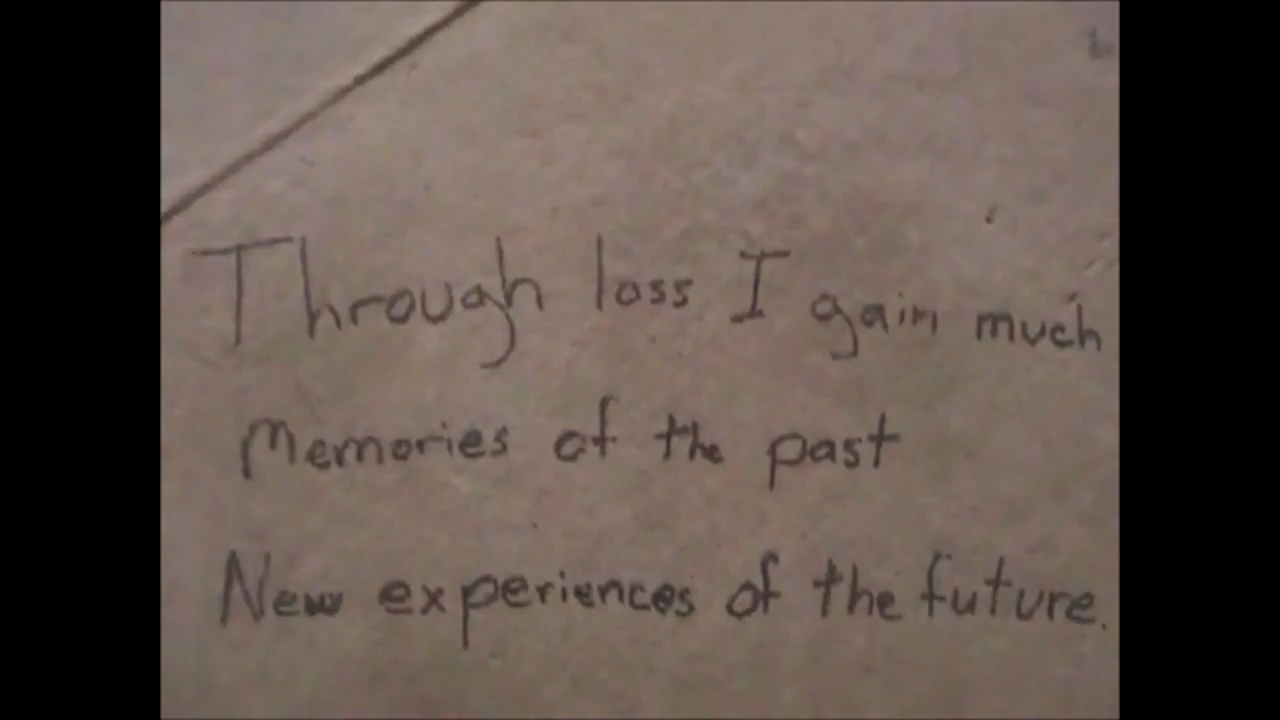 Through loss I gain much
Memories of the past
New experiences of the future.